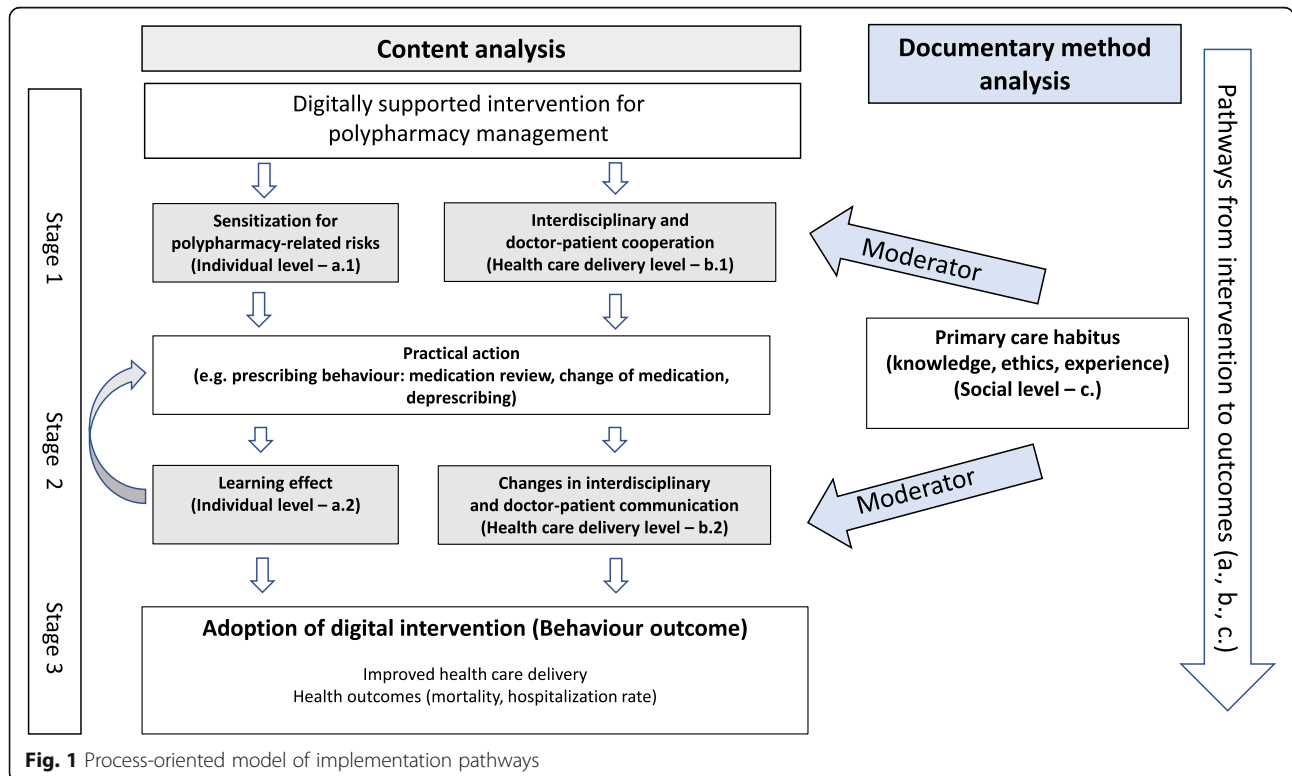 Content analysis
Documentary method
analysis
Digitally supported intervention for
polypharmacy management
Stage 1
Sensitization for
polypharmacy-related risks
(Individual level – a.1)
Interdisciplinary and
doctor-patient cooperation
(Health care delivery level – b.1)
Moderator
Practical action
(e.g. prescribing behaviour: medication review, change of medication,
deprescribing)
Primary care habitus
(knowledge, ethics, experience)
(Social level – c.)
Stage 2
Learning effect
(Individual level – a.2)
Changes in interdisciplinary
and doctor-patient communication
(Health care delivery level – b.2)
Moderator
Stage 3
Adoption of digital intervention (Behaviour outcome)
Improved health care delivery
Health outcomes (mortality, hospitalization rate)
Pathways from intervention to outcomes (a., b., c.)
Fig. 1 Process-oriented model of implementation pathways